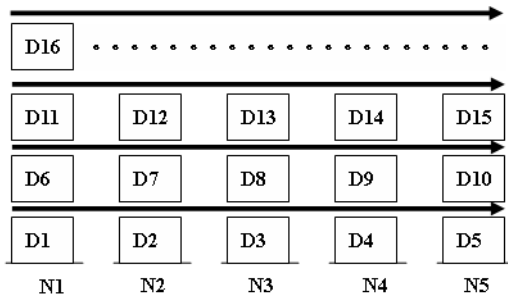 D16
D11 D12 D13 D14 D15
D6 D7 D8 D9 D10
D1 D2 D3 D4 D5
N1 N2 N3 N4 N5